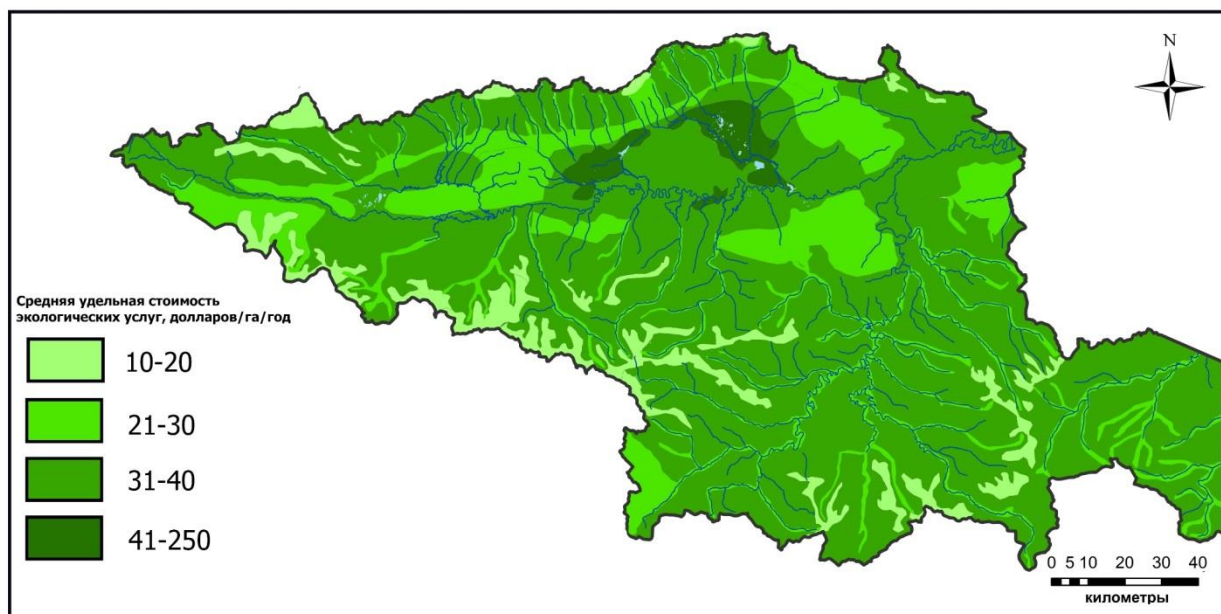 N
Средняя удельная стоимость
экологических услуг, долларов/га/год
10-20
21-30
31-40
41-250
0 5 10 20 30 40
километры